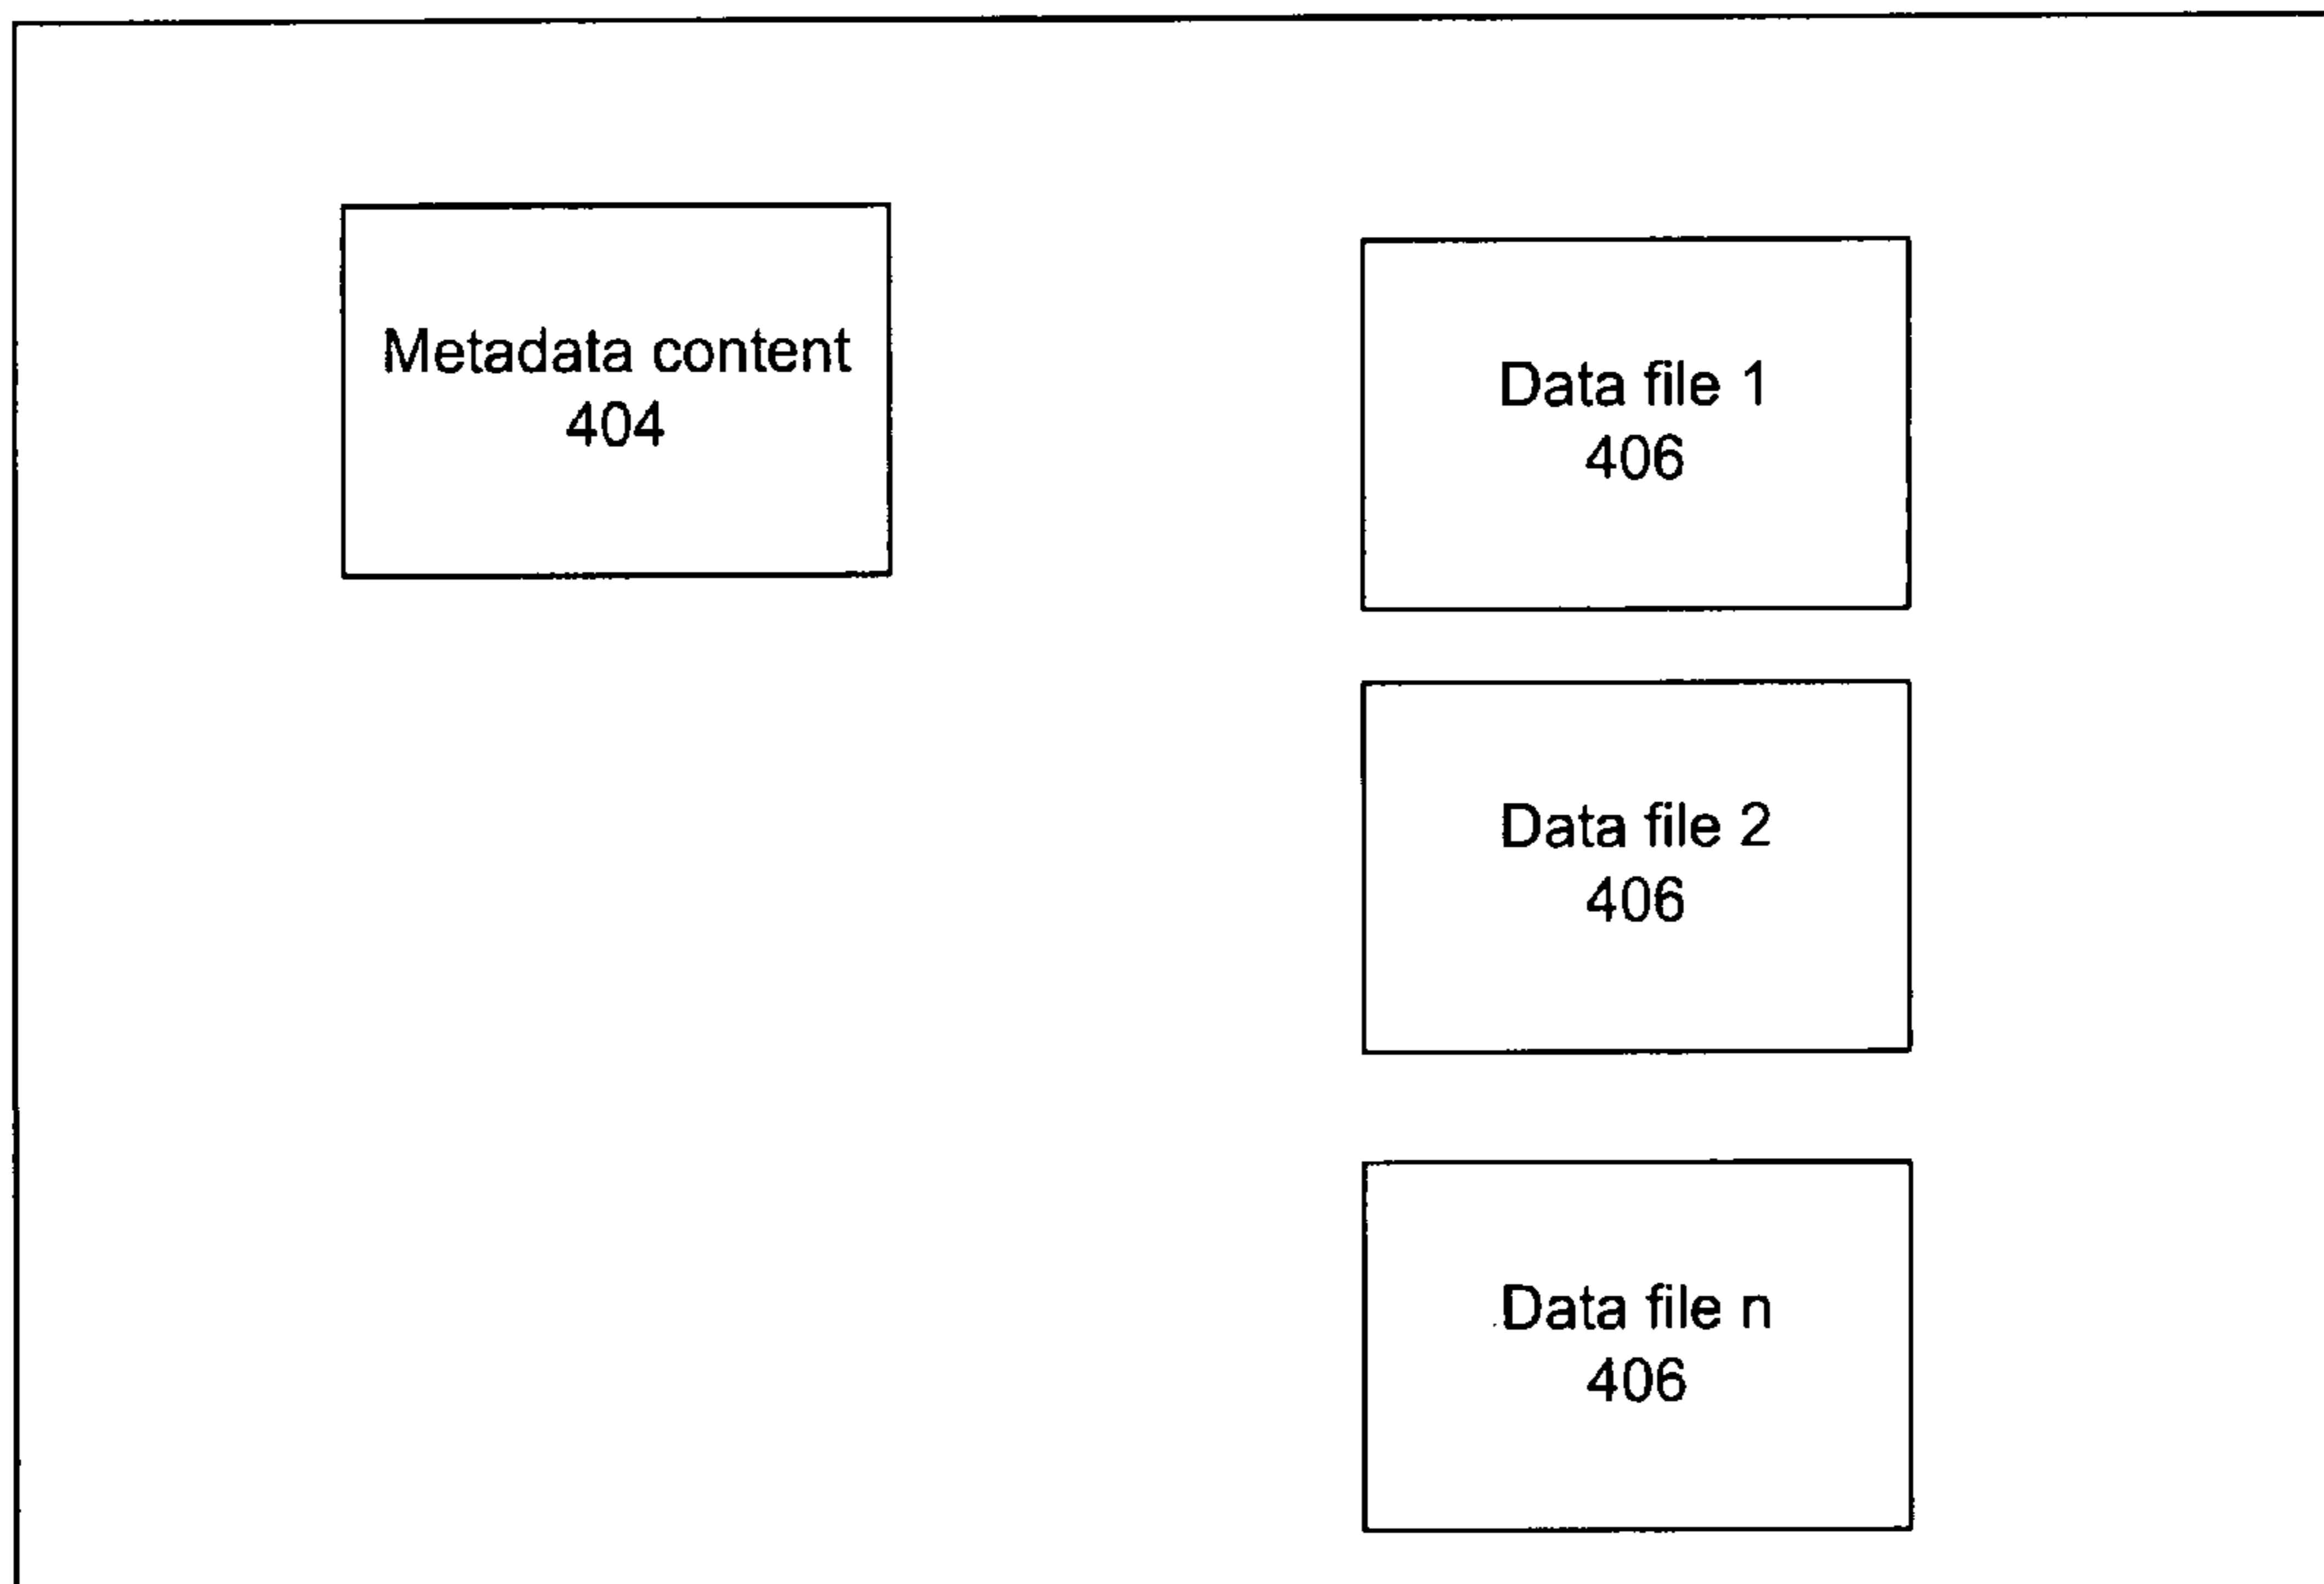 Metadata content
404
Data file 1
406
Data file 2
406
Data file n
406